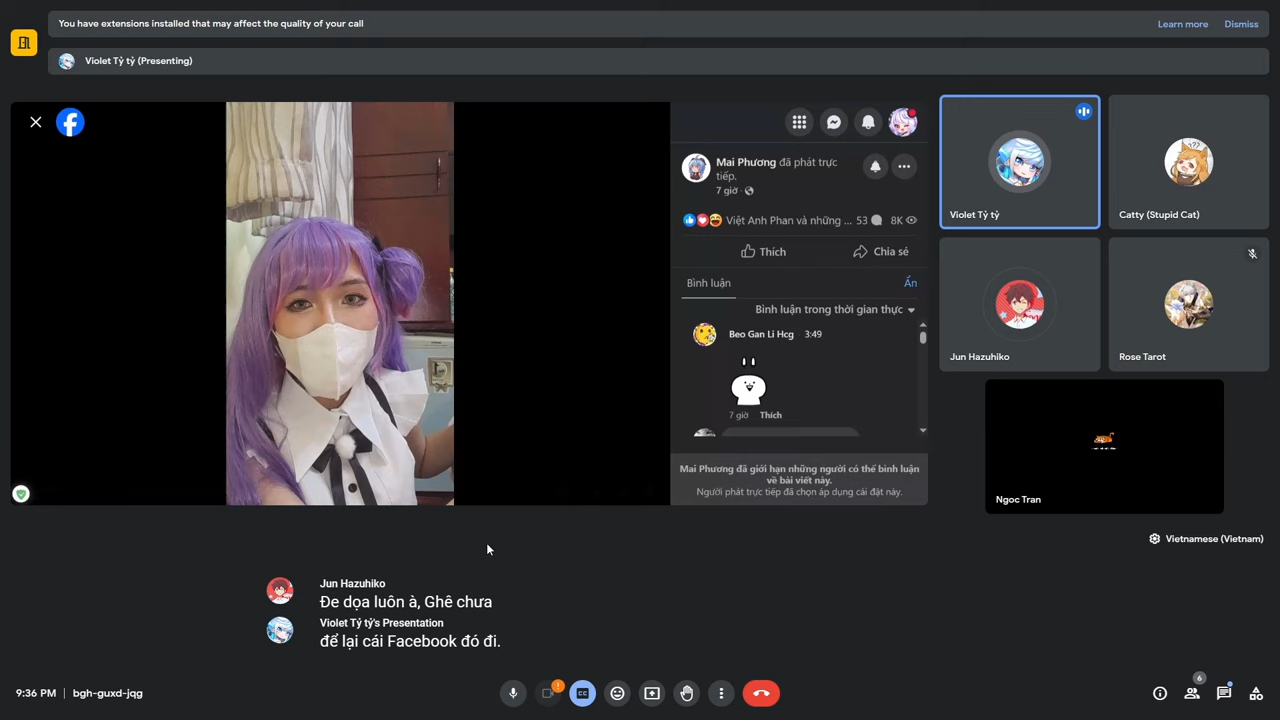 You have extensions installed that may affect the quality of your call
Learn more
Dismiss
Violet Tỷ tỷ (Presenting)
Mai Phương đã phát trực
tiếp.
7 giờ
Việt Anh Phan và những ... 53
8K
Thích
Chia sẻ
Bình luận
Ẩn
Bình luận trong thời gian thực
Beo Gan Li Hcg 3:49
7 giờ Thích
Mai Phương đã giới hạn những người có thể bình luận
về bài viết này.
Người phát trực tiếp đã chọn áp dụng cài đặt này.
Violet Tỷ tỷ
Catty (Stupid Cat)
Jun Hazuhiko
Rose Tarot
Ngoc Tran
Vietnamese (Vietnam)
Jun Hazuhiko
Đe dọa luôn à, Ghê chưa
Violet Tỷ tỷ's Presentation
để lại cái Facebook đó đi.
9:36 PM | bgh-guxd-jqg
CC
!
6